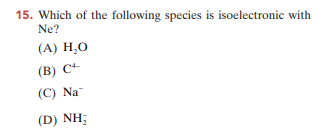 15. Which of the following species is isoelectronic with
Ne?
(A) H₂O
(B) C⁴⁻
(C) Na⁻
(D) NH₂⁻